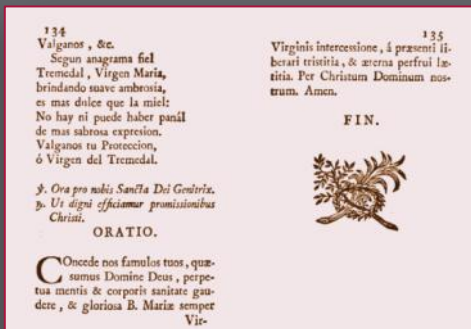 134
Valganos, &c.
Segun anagrama fiel
Tremedal, Virgen Maria,
brindando suave ambrosia,
es mas dulce que la miel:
No hay ni puede haber panál
de mas sabrosa expresion.
Valganos tu Proteccion,
ó Virgen del Tremedal.
℣. Ora pro nobis Sancta Dei Genitrix.
℟. Ut digni efficiamur promissionibus
Christi.
ORATIO.
COncede nos famulos tuos, quæ-
sumus Domine Deus, perpe-
tua mentis & corporis sanitate gau-
dere, & gloriosa B. Mariæ semper
Vir-
135
Virginis intercessione, á præsenti li-
berari tristitia, & æterna perfrui læ-
titia. Per Christum Dominum nos-
trum. Amen.
FIN.